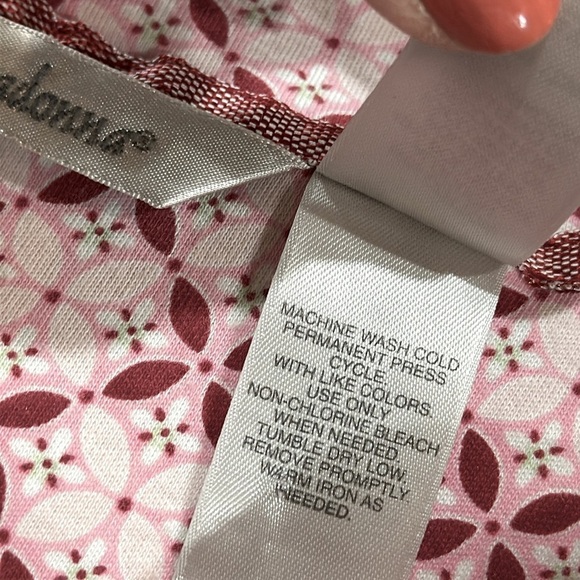 MACHINE WASH COLD
PERMANENT PRESS
CYCLE.
WITH LIKE COLORS.
USE ONLY
NON-CHLORINE BLEACH
WHEN NEEDED
TUMBLE DRY LOW.
REMOVE PROMPTLY
WARM IRON AS
NEEDED.